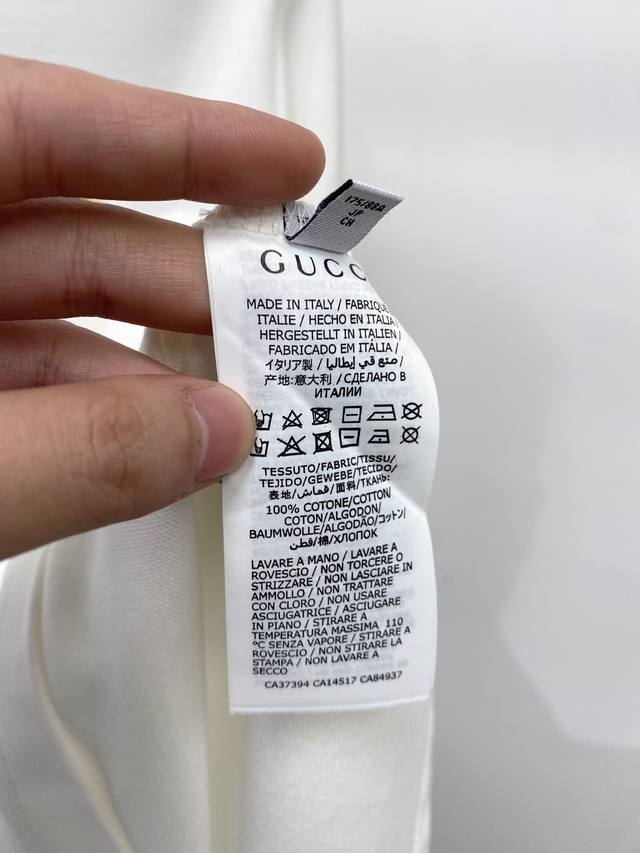 175/88A
JP
CH
GUCC
MADE IN ITALY / FABRIQUÉ
ITALIE / HECHO EN ITALIA
HERGESTELLT IN ITALIEN /
FABRICADO EM ITÁLIA /
イタリア製 / صنع في إيطاليا /
产地:意大利 / СДЕЛАНО В
ИТАЛИИ
TESSUTO/FABRIC/TISSU/
TEJIDO/GEWEBE/TECIDO/
表地/قماش/面料/ТКАНЬ:
100% COTONE/COTTON/
COTON/ALGODON/
BAUMWOLLE/ALGODÃO/コットン/
قطن/棉/ХЛОПОК
LAVARE A MANO / LAVARE A
ROVESCIO / NON TORCERE O
STRIZZARE / NON LASCIARE IN
AMMOLLO / NON TRATTARE
CON CLORO / NON USARE
ASCIUGATRICE / ASCIUGARE
IN PIANO / STIRARE A
TEMPERATURA MASSIMA 110
°C SENZA VAPORE / STIRARE A
ROVESCIO / NON STIRARE LA
STAMPA / NON LAVARE A
SECCO
CA37394 CA14517 CA84937